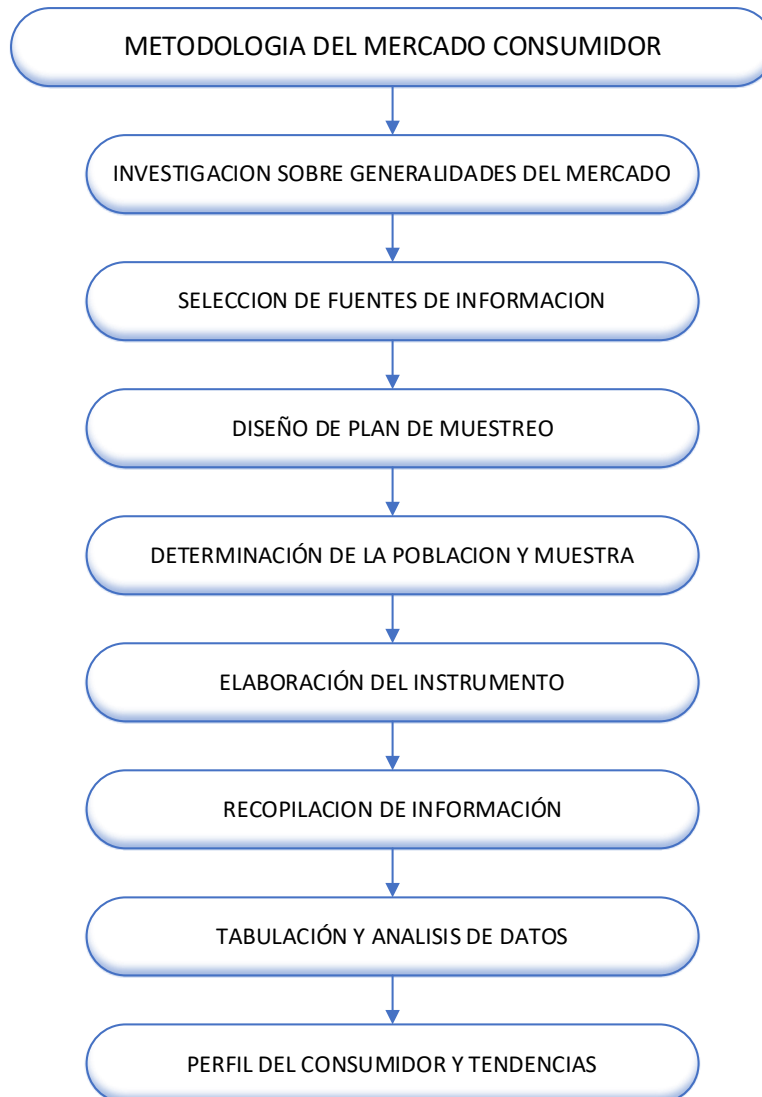 METODOLOGIA DEL MERCADO CONSUMIDOR
INVESTIGACION SOBRE GENERALIDADES DEL MERCADO
SELECCION DE FUENTES DE INFORMACION
DISEÑO DE PLAN DE MUESTREO
DETERMINACIÓN DE LA POBLACION Y MUESTRA
ELABORACIÓN DEL INSTRUMENTO
RECOPILACION DE INFORMACIÓN
TABULACIÓN Y ANALISIS DE DATOS
PERFIL DEL CONSUMIDOR Y TENDENCIAS